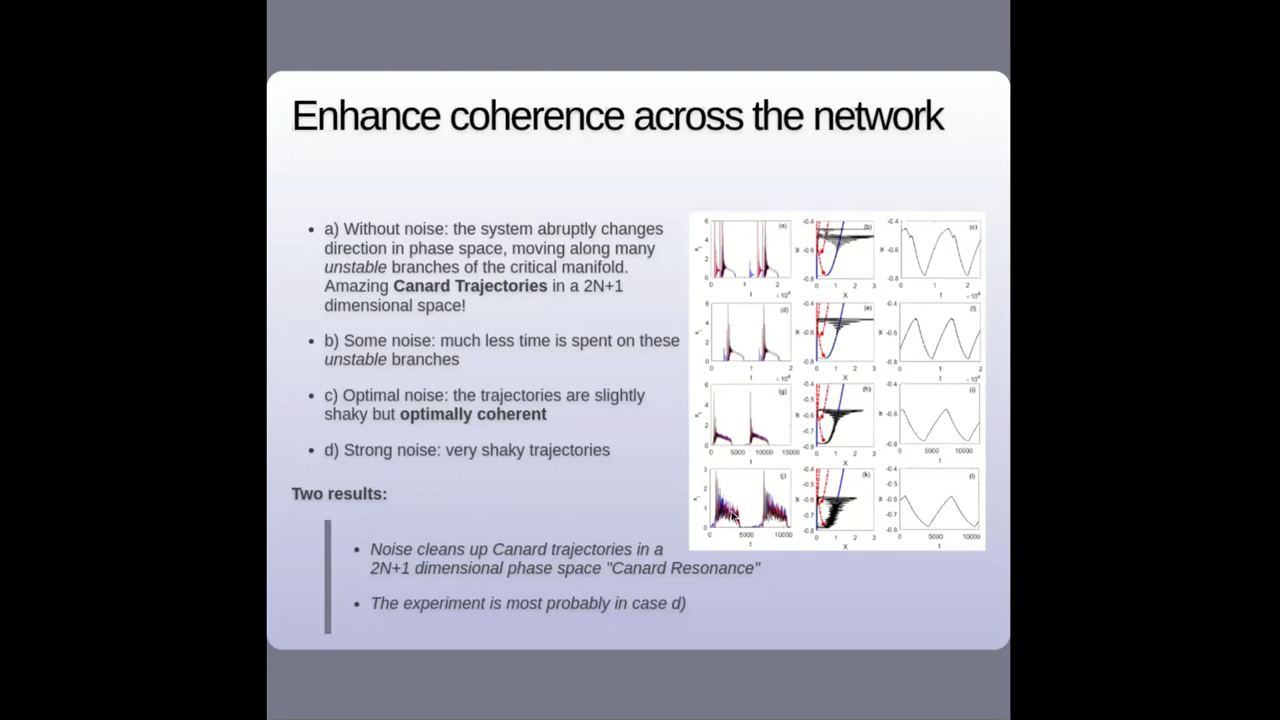 Enhance coherence across the network
• a) Without noise: the system abruptly changes
direction in phase space, moving along many
unstable branches of the critical manifold.
Amazing Canard Trajectories in a 2N+1
dimensional space!
• b) Some noise: much less time is spent on these
unstable branches
• c) Optimal noise: the trajectories are slightly
shaky but optimally coherent
• d) Strong noise: very shaky trajectories
Two results:
• Noise cleans up Canard trajectories in a
2N+1 dimensional phase space "Canard Resonance"
• The experiment is most probably in case d)
(a) (b) (c)
(d) (e) (f)
(g) (h) (i)
(j) (k) (l)